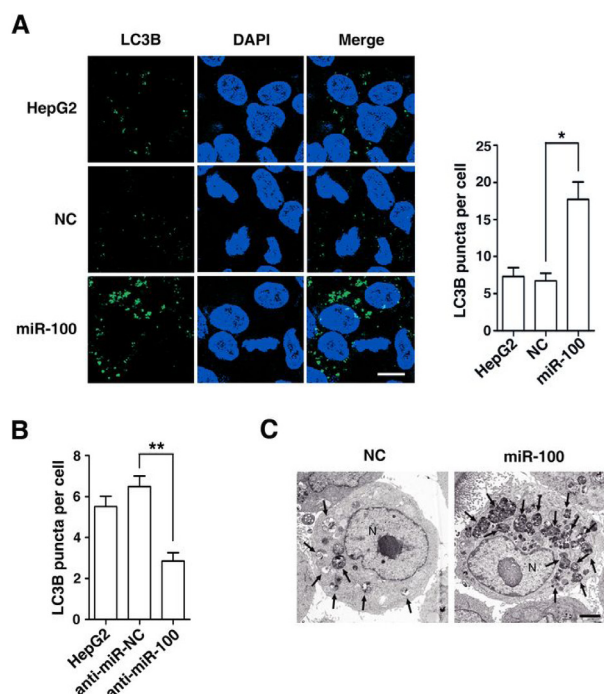 A
LC3B DAPI Merge
HepG2
NC
miR-100
LC3B puncta per cell
25
20
15
10
5
0
*
HepG2
NC
miR-100
B
LC3B puncta per cell
8
6
4
2
0
**
HepG2
anti-miR-NC
anti-miR-100
C
NC miR-100
N
N